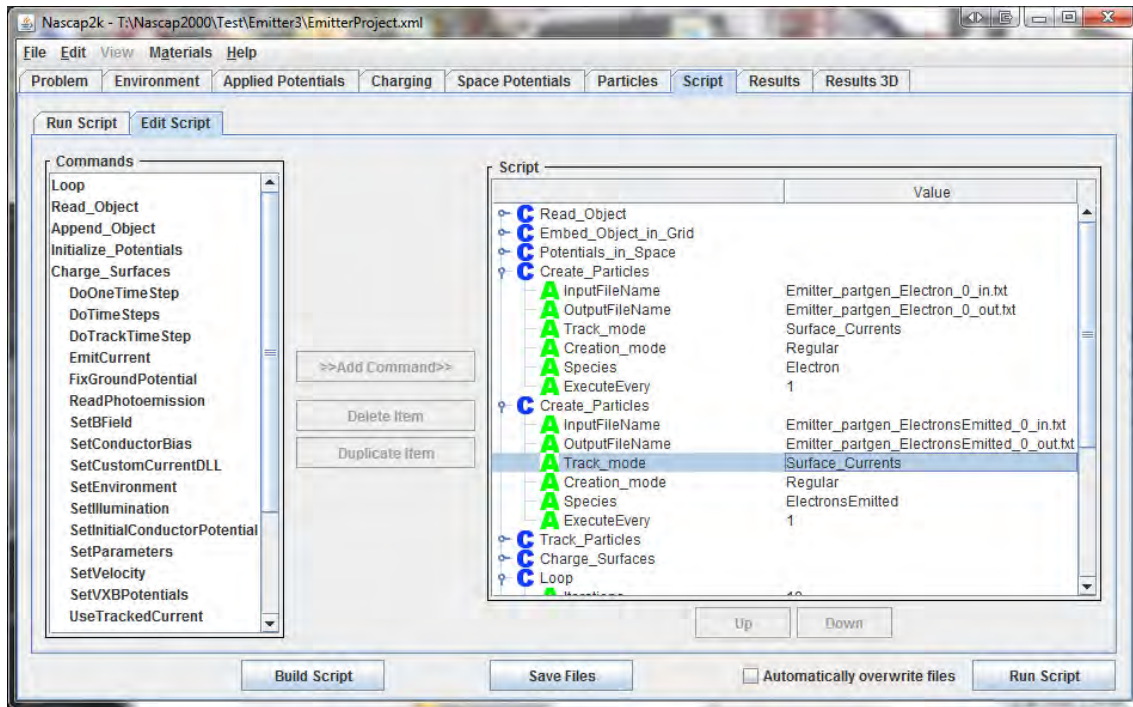 Nascap2k - T:\Nascap2000\Test\Emitter3\EmitterProject.xml
File Edit View Materials Help
Problem Environment Applied Potentials Charging Space Potentials Particles Script Results Results 3D
Run Script Edit Script
Commands
Loop
Read_Object
Append_Object
Initialize_Potentials
Charge_Surfaces
DoOneTimeStep
DoTimeSteps
DoTrackTimeStep
EmitCurrent
FixGroundPotential
ReadPhotoemission
SetBField
SetConductorBias
SetCustomCurrentDLL
SetEnvironment
SetIllumination
SetInitialConductorPotential
SetParameters
SetVelocity
SetVXBPotentials
UseTrackedCurrent
>>Add Command>>
Delete Item
Duplicate Item
Script
Value
C Read_Object
C Embed_Object_in_Grid
C Potentials_in_Space
C Create_Particles
A InputFileName Emitter_partgen_Electron_0_in.txt
A OutputFileName Emitter_partgen_Electron_0_out.txt
A Track_mode Surface_Currents
A Creation_mode Regular
A Species Electron
A ExecuteEvery 1
C Create_Particles
A InputFileName Emitter_partgen_ElectronsEmitted_0_in.txt
A OutputFileName Emitter_partgen_ElectronsEmitted_0_out.txt
A Track_mode Surface_Currents
A Creation_mode Regular
A Species ElectronsEmitted
A ExecuteEvery 1
C Track_Particles
C Charge_Surfaces
C Loop
Up Down
Build Script Save Files Automatically overwrite files Run Script